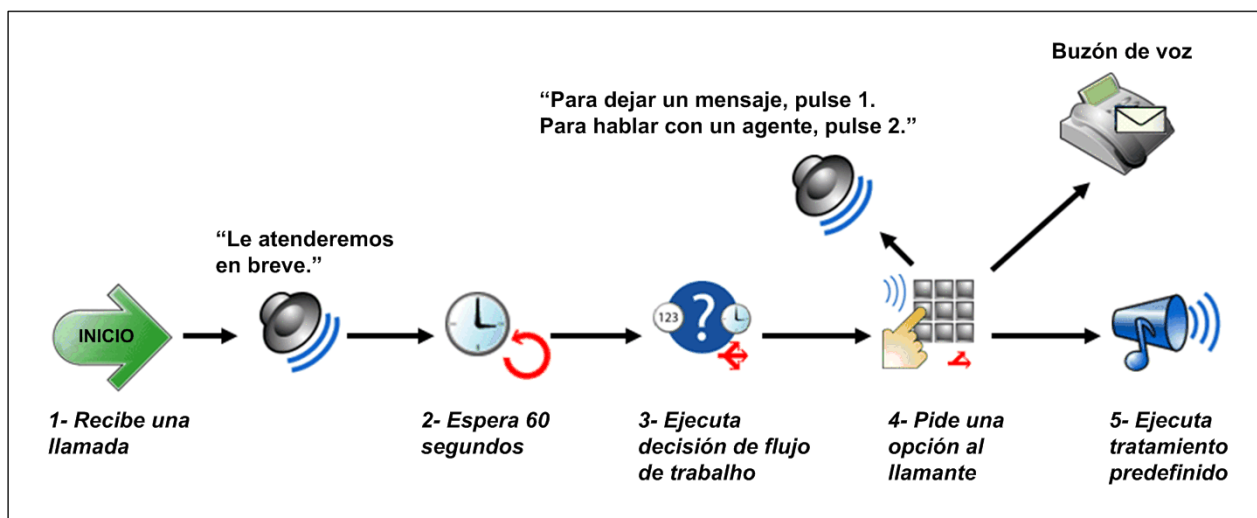 Buzón de voz
“Para dejar un mensaje, pulse 1.
Para hablar con un agente, pulse 2.”
“Le atenderemos
en breve.”
INICIO
123
?
1- Recibe una
llamada
2- Espera 60
segundos
3- Ejecuta
decisión de flujo
de trabalho
4- Pide una
opción al
llamante
5- Ejecuta
tratamiento
predefinido